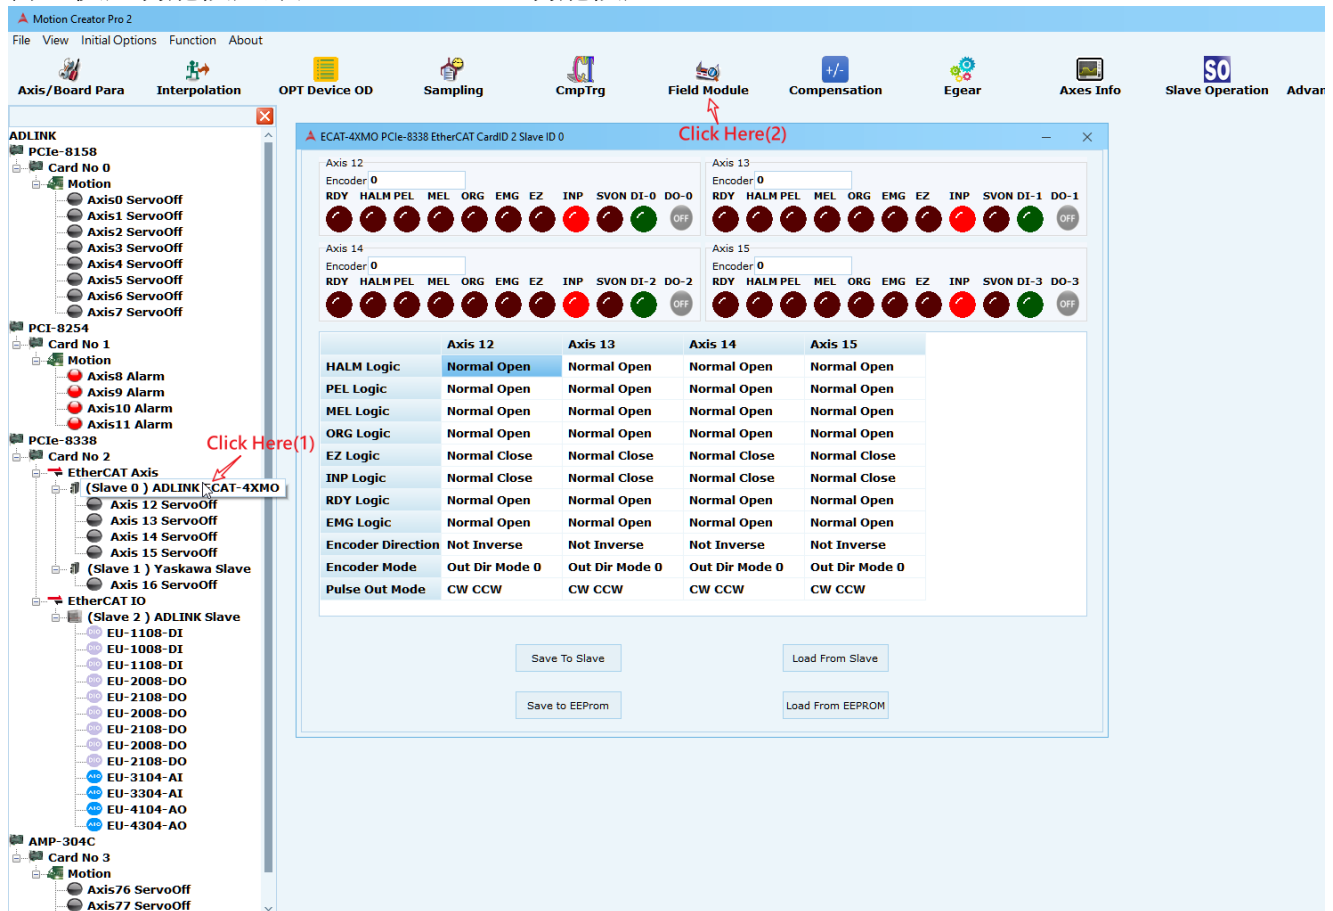 Motion Creator Pro 2
File View Initial Options Function About
Axis/Board Para Interpolation OPT Device OD Sampling CmpTrg Field Module Compensation Egear Axes Info Slave Operation Advan
Click Here(2)
ADLINK
PCIe-8158
Card No 0
Motion
Axis0 ServoOff
Axis1 ServoOff
Axis2 ServoOff
Axis3 ServoOff
Axis4 ServoOff
Axis5 ServoOff
Axis6 ServoOff
Axis7 ServoOff
PCI-8254
Card No 1
Motion
Axis8 Alarm
Axis9 Alarm
Axis10 Alarm
Axis11 Alarm
PCIe-8338
Card No 2
EtherCAT Axis
(Slave 0 ) ADLINK ECAT-4XMO
Axis 12 ServoOff
Axis 13 ServoOff
Axis 14 ServoOff
Axis 15 ServoOff
(Slave 1 ) Yaskawa Slave
Axis 16 ServoOff
EtherCAT IO
(Slave 2 ) ADLINK Slave
EU-1108-DI
EU-1008-DI
EU-1108-DI
EU-2008-DO
EU-2108-DO
EU-2008-DO
EU-2108-DO
EU-2008-DO
EU-2108-DO
EU-3104-AI
EU-3304-AI
EU-4104-AO
EU-4304-AO
AMP-304C
Card No 3
Motion
Axis76 ServoOff
Axis77 ServoOff
Click Here(1)
ECAT-4XMO PCIe-8338 EtherCAT CardID 2 Slave ID 0
Axis 12
Encoder 0
RDY HALM PEL MEL ORG EMG EZ INP SVON DI-0 DO-0
OFF
Axis 13
Encoder 0
RDY HALM PEL MEL ORG EMG EZ INP SVON DI-1 DO-1
OFF
Axis 14
Encoder 0
RDY HALM PEL MEL ORG EMG EZ INP SVON DI-2 DO-2
OFF
Axis 15
Encoder 0
RDY HALM PEL MEL ORG EMG EZ INP SVON DI-3 DO-3
OFF
Axis 12 Axis 13 Axis 14 Axis 15
HALM Logic Normal Open Normal Open Normal Open Normal Open
PEL Logic Normal Open Normal Open Normal Open Normal Open
MEL Logic Normal Open Normal Open Normal Open Normal Open
ORG Logic Normal Open Normal Open Normal Open Normal Open
EZ Logic Normal Close Normal Close Normal Close Normal Close
INP Logic Normal Close Normal Close Normal Close Normal Close
RDY Logic Normal Open Normal Open Normal Open Normal Open
EMG Logic Normal Open Normal Open Normal Open Normal Open
Encoder Direction Not Inverse Not Inverse Not Inverse Not Inverse
Encoder Mode Out Dir Mode 0 Out Dir Mode 0 Out Dir Mode 0 Out Dir Mode 0
Pulse Out Mode CW CCW CW CCW CW CCW CW CCW
Save To Slave Load From Slave
Save to EEProm Load From EEPROM